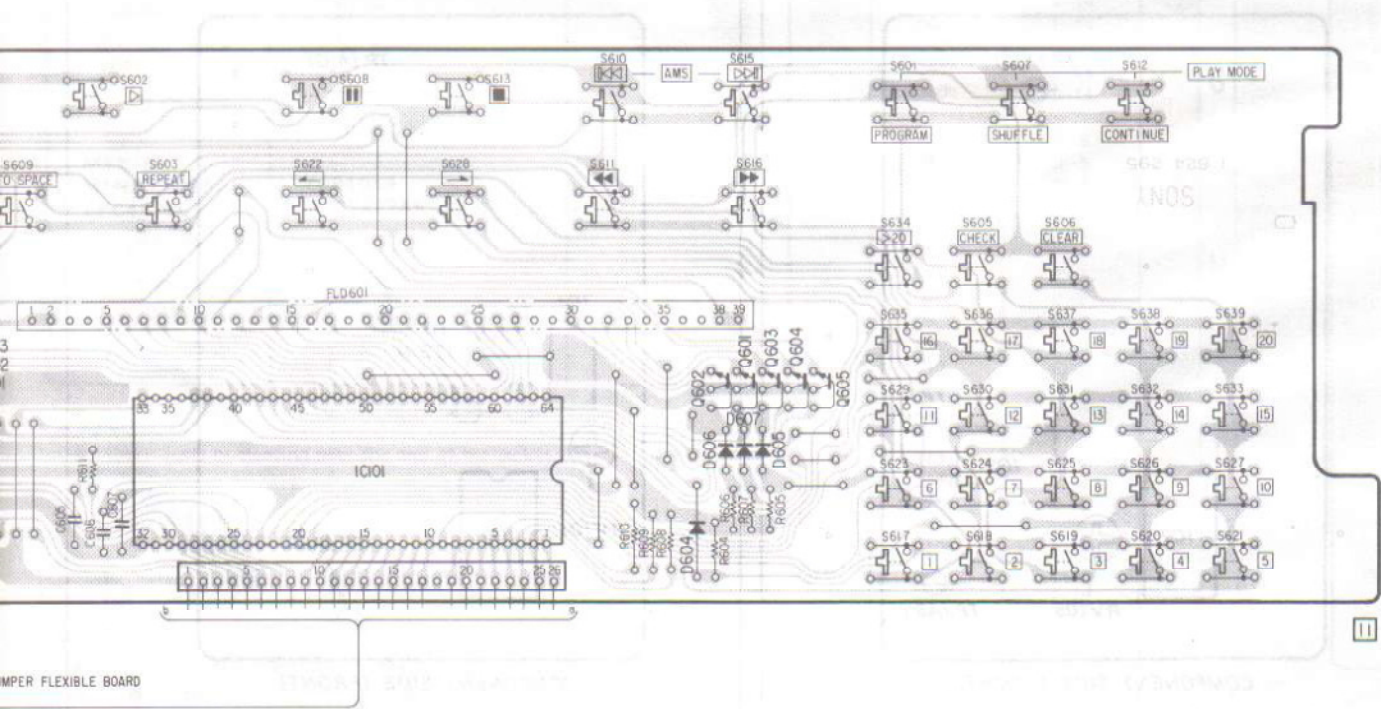 S602 S608 S613 S610 AMS S615 S601 S607 S612 PLAY MODE
PROGRAM SHUFFLE CONTINUE
S609 S603 S622 S628 S611 S616
TO SPACE REPEAT
S634 S605 S606
>20 CHECK CLEAR
FLD601
1 2 5 10 15 20 25 30 35 38 39
S635 S636 S637 S638 S639
16 17 18 19 20
Q602 Q601 Q603 Q604 Q605
33 35 40 45 50 55 60 64
S629 S630 S631 S632 S633
11 12 13 14 15
D607
D606 D605
R611
IC101
S623 S624 S625 S626 S627
6 7 8 9 10
R606 R607 R605
C605 C606 C607
32 30 25 20 15 10 5 1
R613 R609 R608 D604 R604
S617 S618 S619 S620 S621
1 2 3 4 5
1 5 10 15 20 25 26
11
UMPER FLEXIBLE BOARD